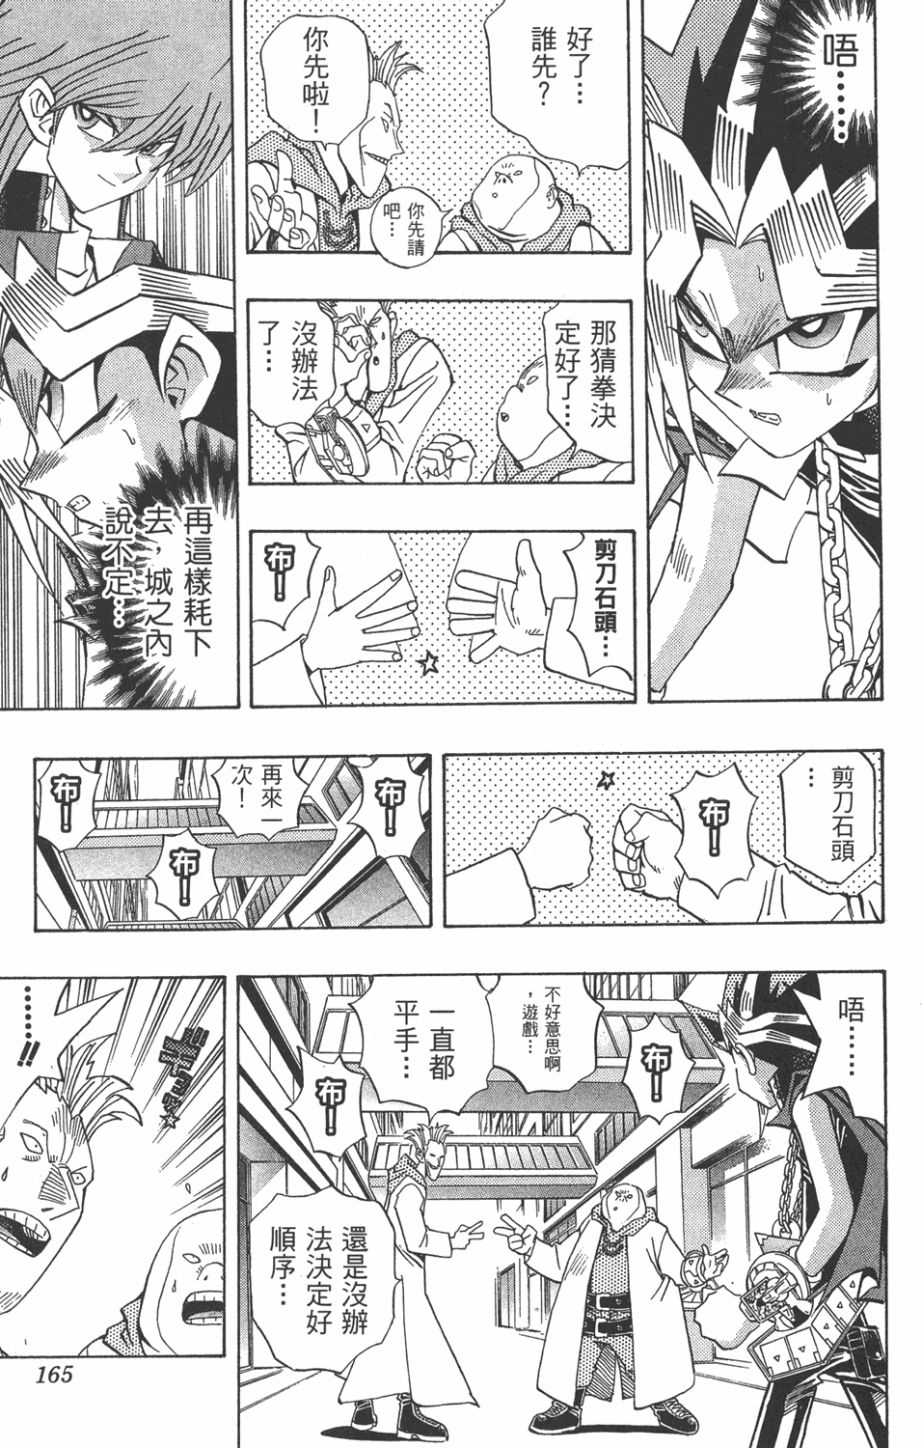 唔……
好了…
誰先？
你先啦！
你先請
吧…
那猜拳決
定好了…
沒辦法
了…
剪刀石頭…
布！
再這樣耗下
去，城之內
說不定…
剪刀石頭
…
布！
布！
再來一
次！
布！
布！
唔……
布！
不好意思啊
，遊戲…
一直都
平手…
布！
還是沒辦
法決定好
順序…
……!!
165